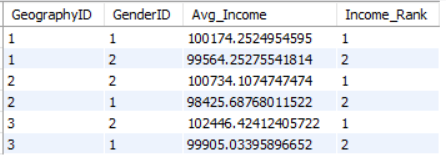 GeographyID GenderID Avg_Income Income_Rank
1 1 100174.2524954595 1
1 2 99564.25275541814 2
2 2 100734.1074747474 1
2 1 98425.68768011522 2
3 2 102446.42412405722 1
3 1 99905.03395896652 2